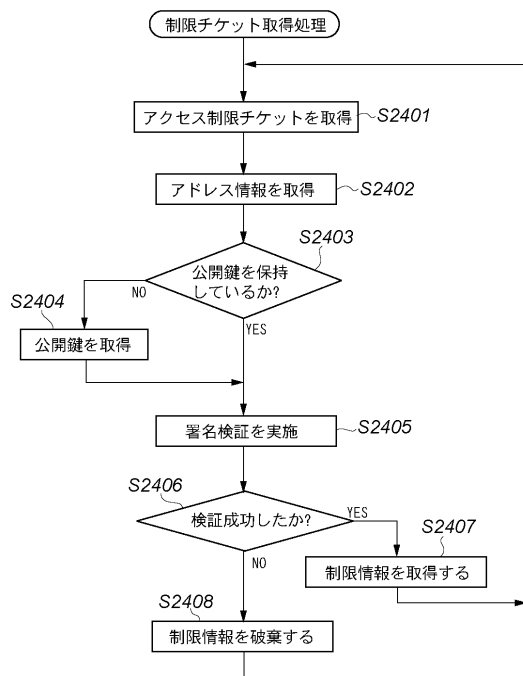 制限チケット取得処理
アクセス制限チケットを取得
S2401
アドレス情報を取得
S2402
S2403
公開鍵を保持
しているか?
NO
YES
S2404
公開鍵を取得
署名検証を実施
S2405
S2406
検証成功したか?
YES
NO
S2407
制限情報を取得する
S2408
制限情報を破棄する